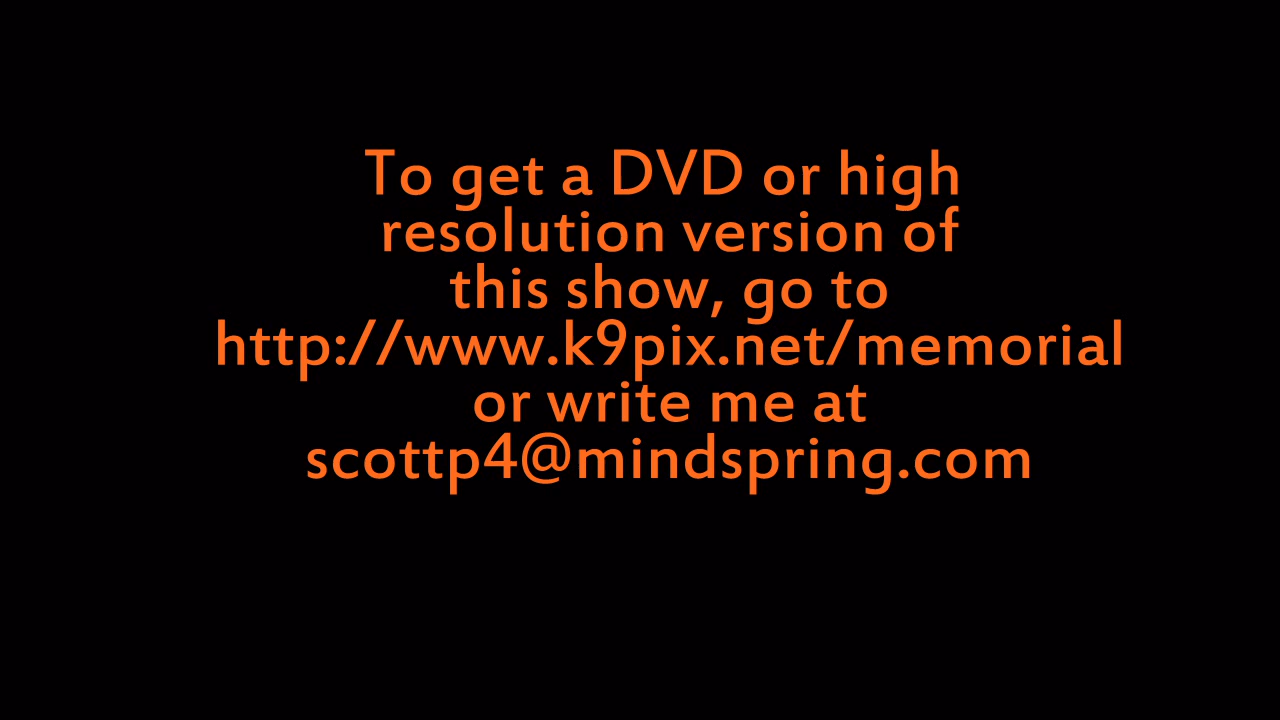 To get a DVD or high
resolution version of
this show, go to
http://www.k9pix.net/memorial
or write me at
scottp4@mindspring.com